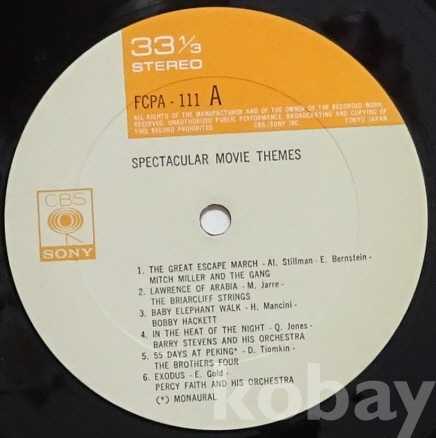 33 1/3
STEREO
FCPA - 111 A
ALL RIGHTS OF THE MANUFACTURER AND OF THE OWNER OF THE RECORDED WORK
RESERVED. UNAUTHORIZED PUBLIC PERFORMANCE, BROADCASTING AND COPYING OF
THIS RECORD PROHIBITED. CBS/SONY INC. TOKYO JAPAN
SPECTACULAR MOVIE THEMES
CBS
SONY
1. THE GREAT ESCAPE MARCH - Al. Stillman - E. Bernstein -
MITCH MILLER AND THE GANG
2. LAWRENCE OF ARABIA - M. Jarre -
THE BRIARCLIFF STRINGS
3. BABY ELEPHANT WALK - H. Mancini -
BOBBY HACKETT
4. IN THE HEAT OF THE NIGHT - Q. Jones -
BARRY STEVENS AND HIS ORCHESTRA
5. 55 DAYS AT PEKING* - D. Tiomkin -
THE BROTHERS FOUR
6. EXODUS - E. Gold -
PERCY FAITH AND HIS ORCHESTRA
(*) MONAURAL
kobay